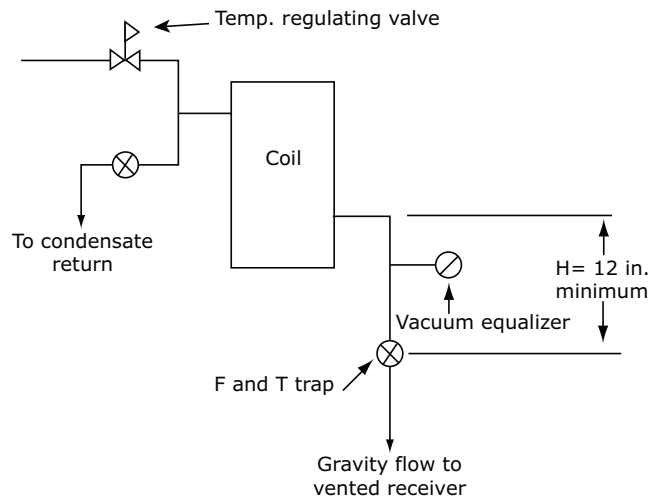 Temp. regulating valve
Coil
To condensate
return
H= 12 in.
minimum
Vacuum equalizer
F and T trap
Gravity flow to
vented receiver